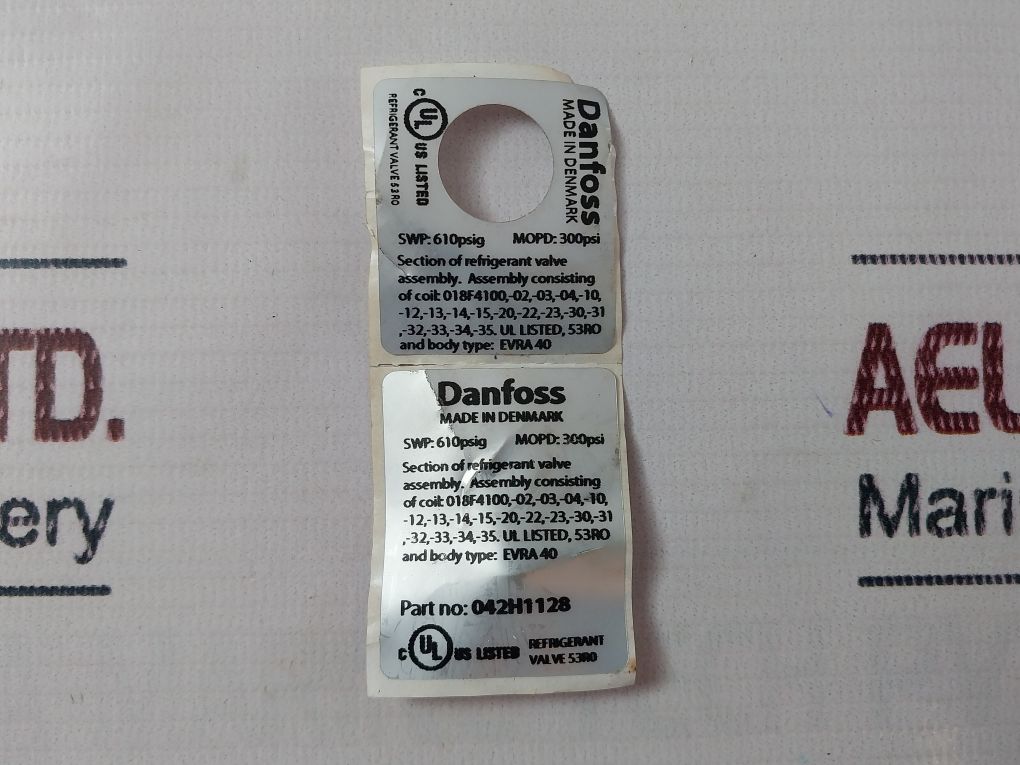 Danfoss
MADE IN DENMARK
C UL US LISTED
REFRIGERANT VALVE 53R0
SWP: 610psig MOPD: 300psi
Section of refrigerant valve
assembly. Assembly consisting
of coil: 018F4100,-02,-03,-04,-10,
-12,-13,-14,-15,-20,-22,-23,-30,-31
,-32,-33,-34,-35. UL LISTED, 53RO
and body type: EVRA 40
Danfoss
MADE IN DENMARK
SWP: 610psig MOPD: 300psi
Section of refrigerant valve
assembly. Assembly consisting
of coil: 018F4100,-02,-03,-04,-10,
-12,-13,-14,-15,-20,-22,-23,-30,-31
,-32,-33,-34,-35. UL LISTED, 53RO
and body type: EVRA 40
Part no: 042H1128
C UL US LISTED
REFRIGERANT
VALVE 53R0
TD.
ery
AE
Mari